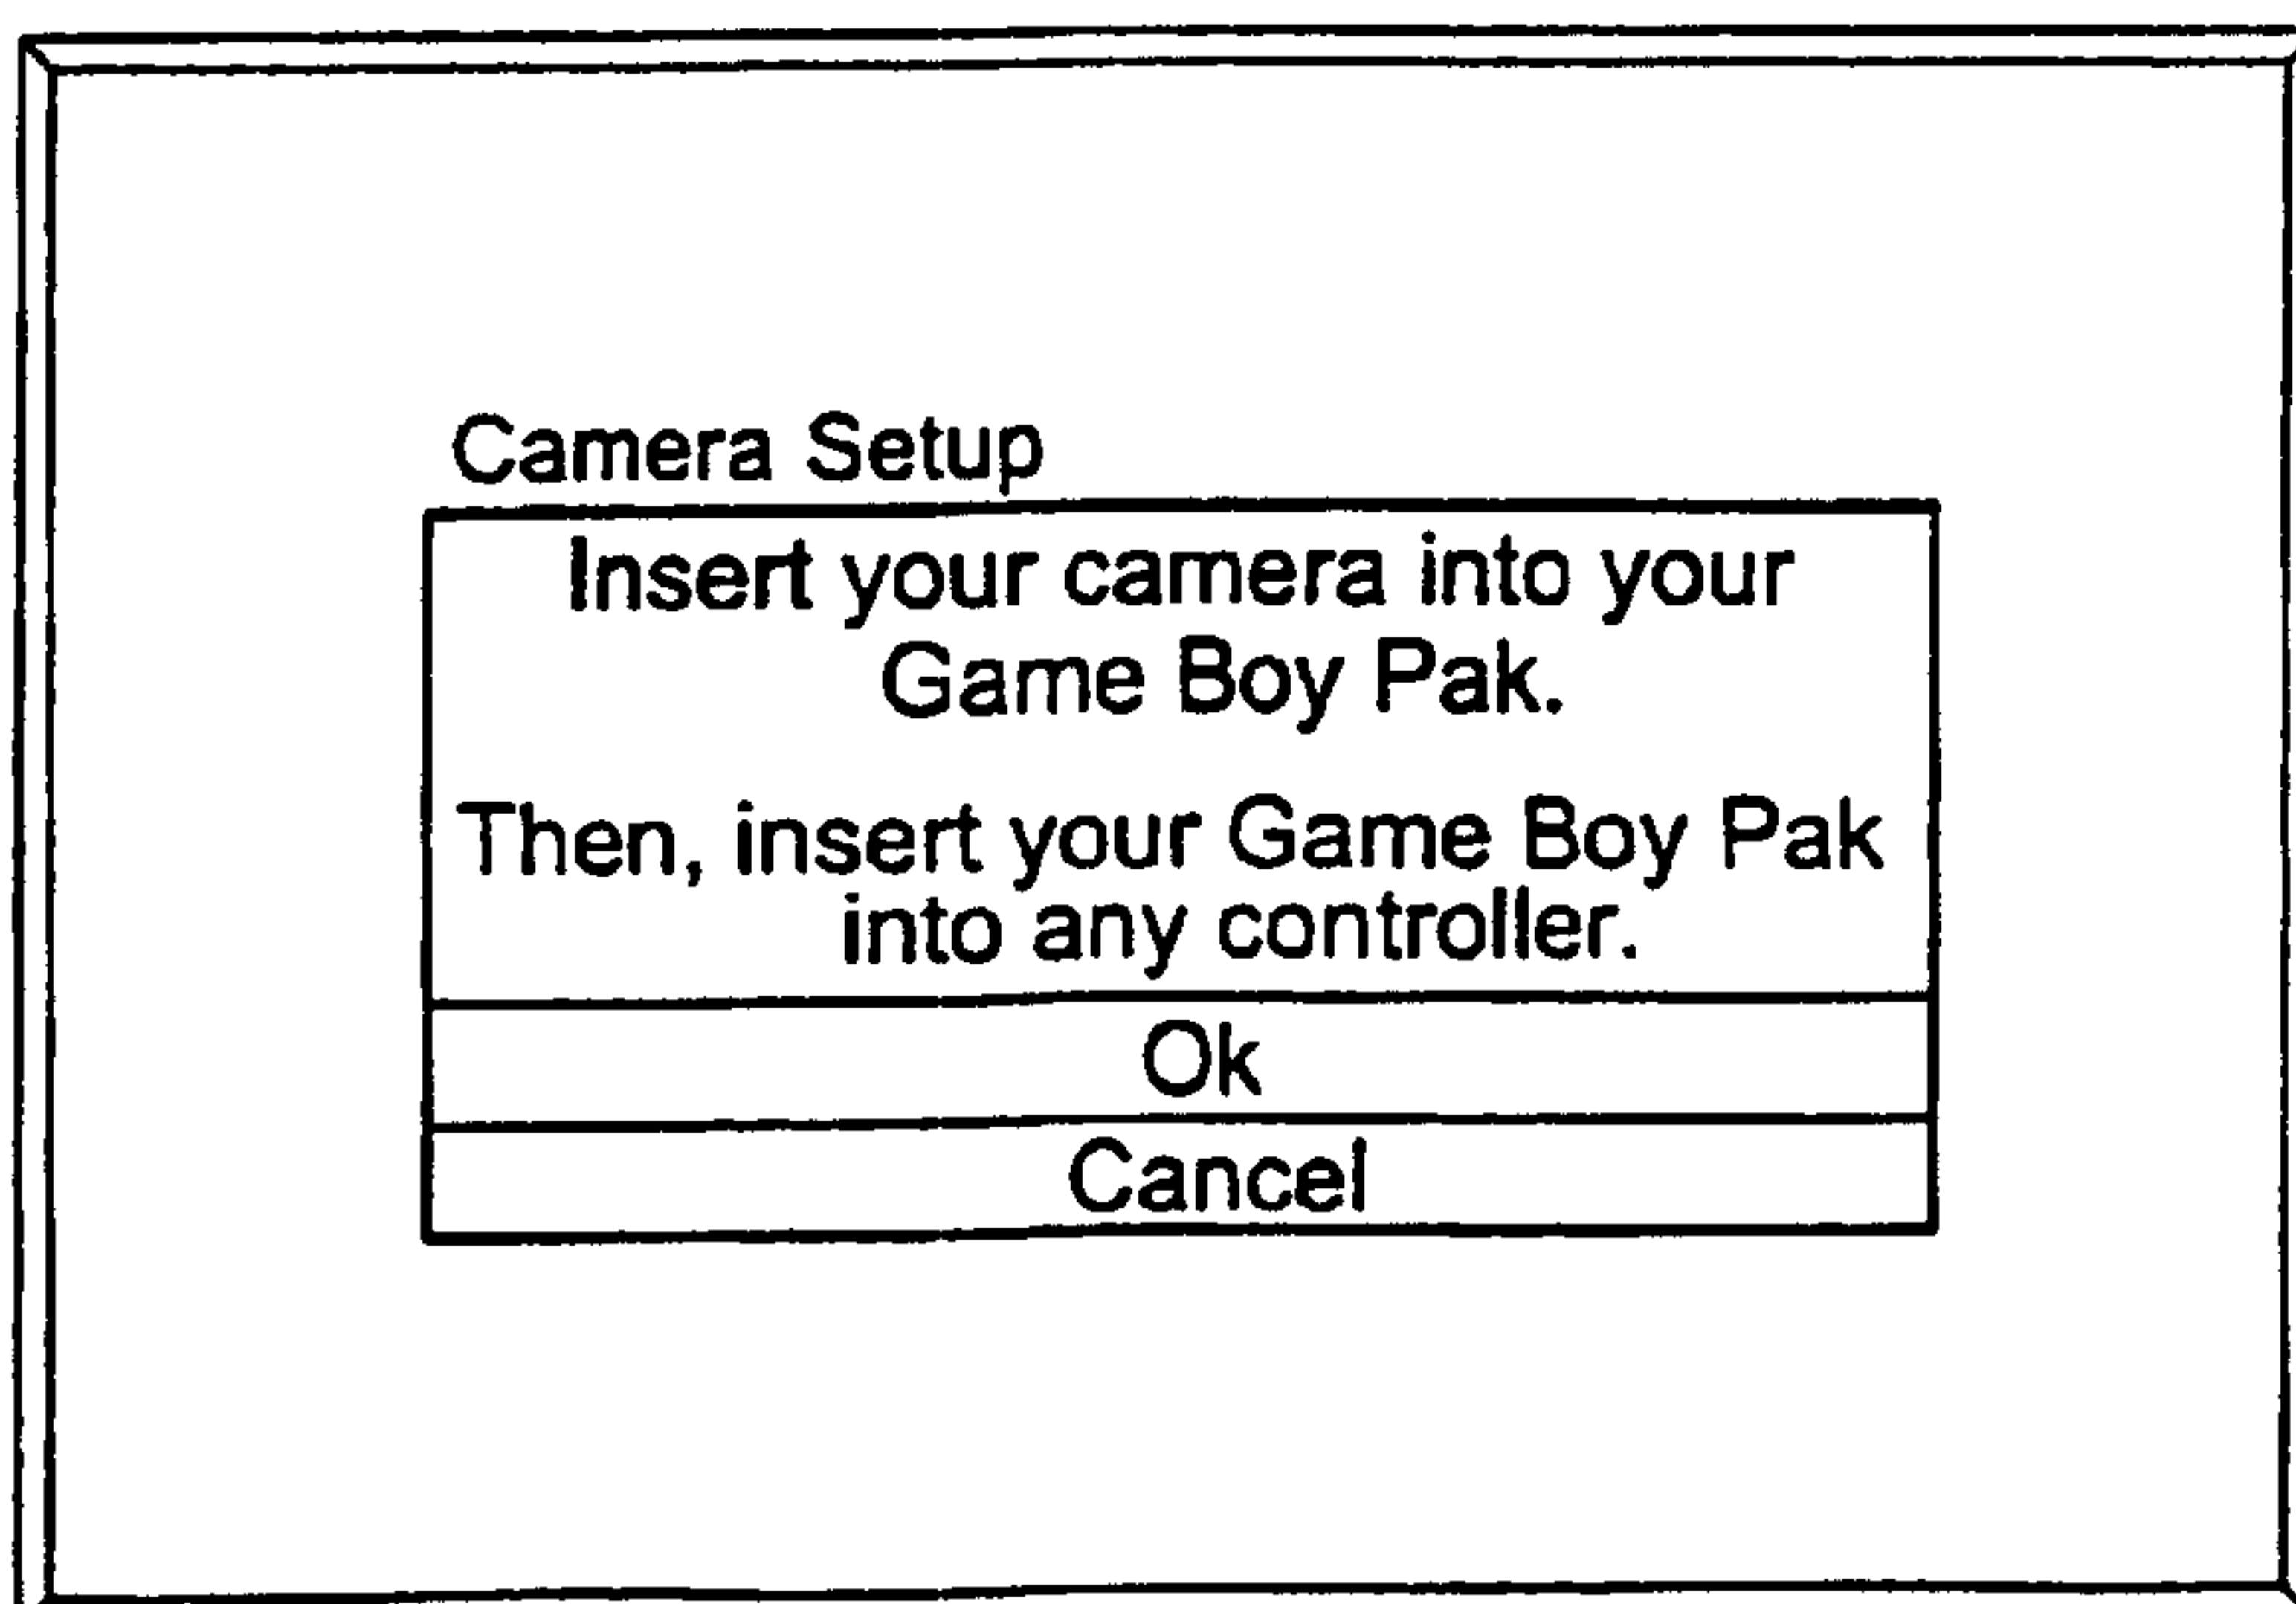 Camera Setup
Insert your camera into your
Game Boy Pak.
Then, insert your Game Boy Pak
into any controller.
Ok
Cancel